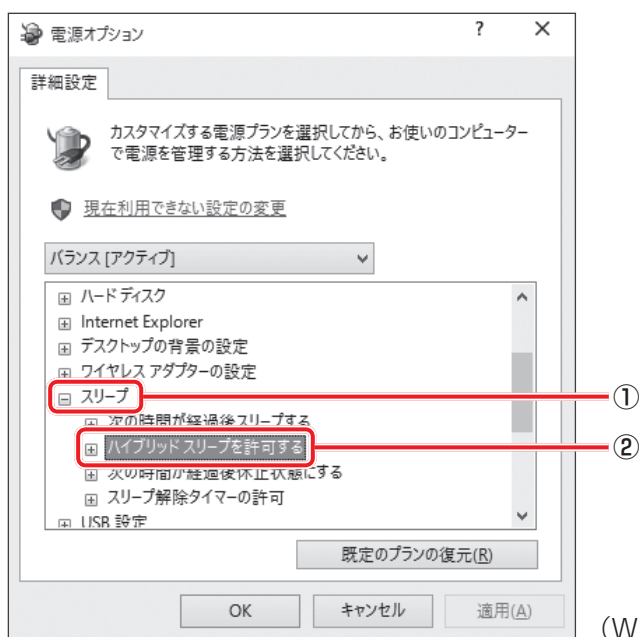 電源オプション
? ×
詳細設定
カスタマイズする電源プランを選択してから、お使いのコンピューター
で電源を管理する方法を選択してください。
現在利用できない設定の変更
バランス [アクティブ]
ハード ディスク
Internet Explorer
デスクトップの背景の設定
ワイヤレス アダプターの設定
スリープ
①
次の時間が経過後スリープする
ハイブリッド スリープを許可する
②
次の時間が経過後休止状態にする
スリープ解除タイマーの許可
USB 設定
既定のプランの復元(R)
OK キャンセル 適用(A)
(W